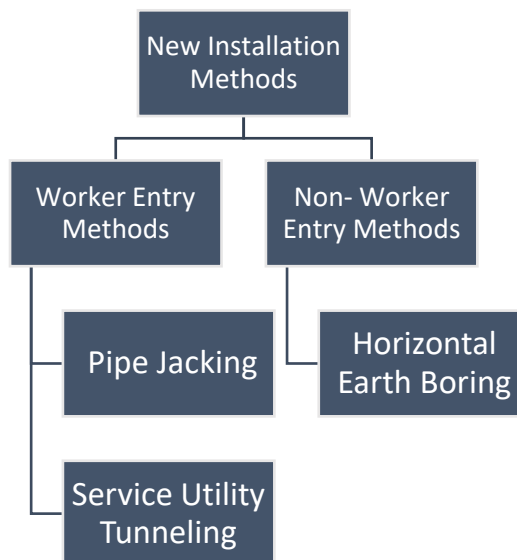 New Installation
Methods
Worker Entry
Methods
Non- Worker
Entry Methods
Pipe Jacking
Horizontal
Earth Boring
Service Utility
Tunneling